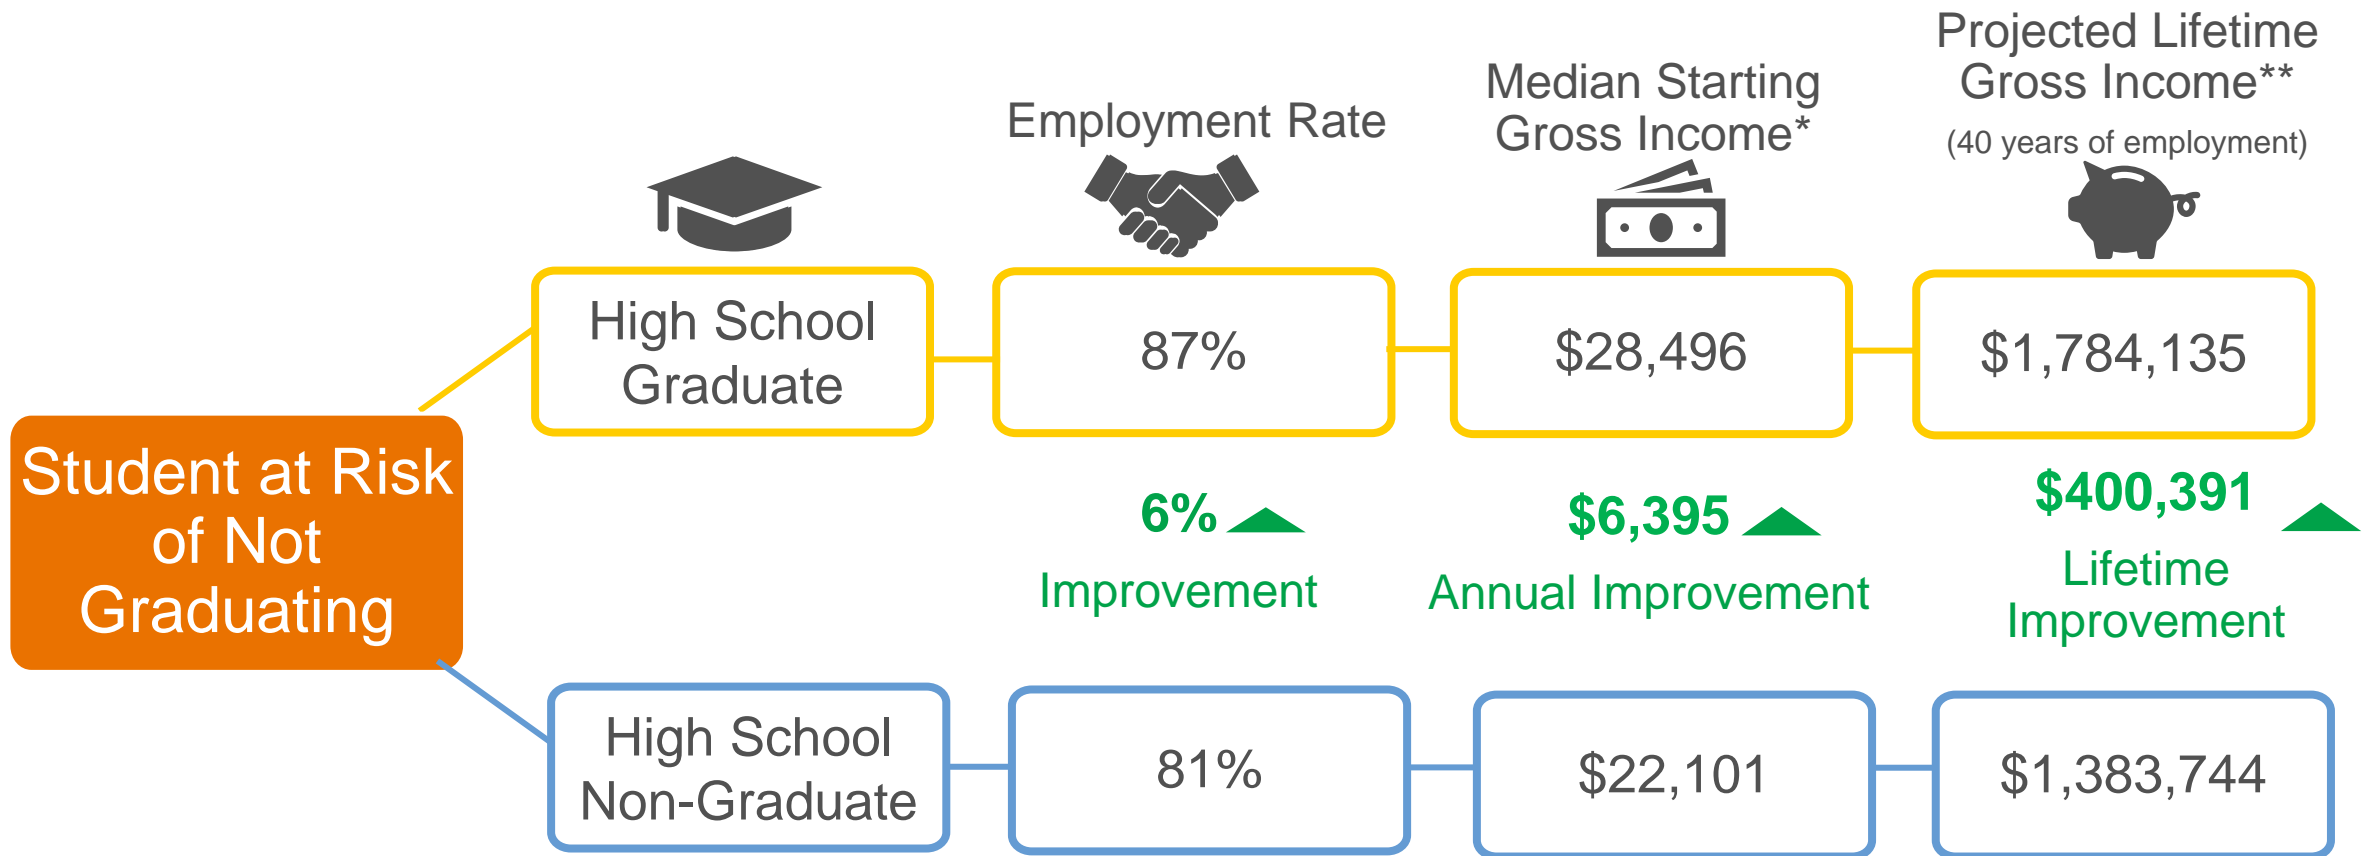 Projected Lifetime
Gross Income**
(40 years of employment)
Median Starting
Gross Income*
Employment Rate
High School
Graduate
87%
$28,496
$1,784,135
Student at Risk
of Not
Graduating
6%
Improvement
$6,395
Annual Improvement
$400,391
Lifetime
Improvement
High School
Non-Graduate
81%
$22,101
$1,383,744